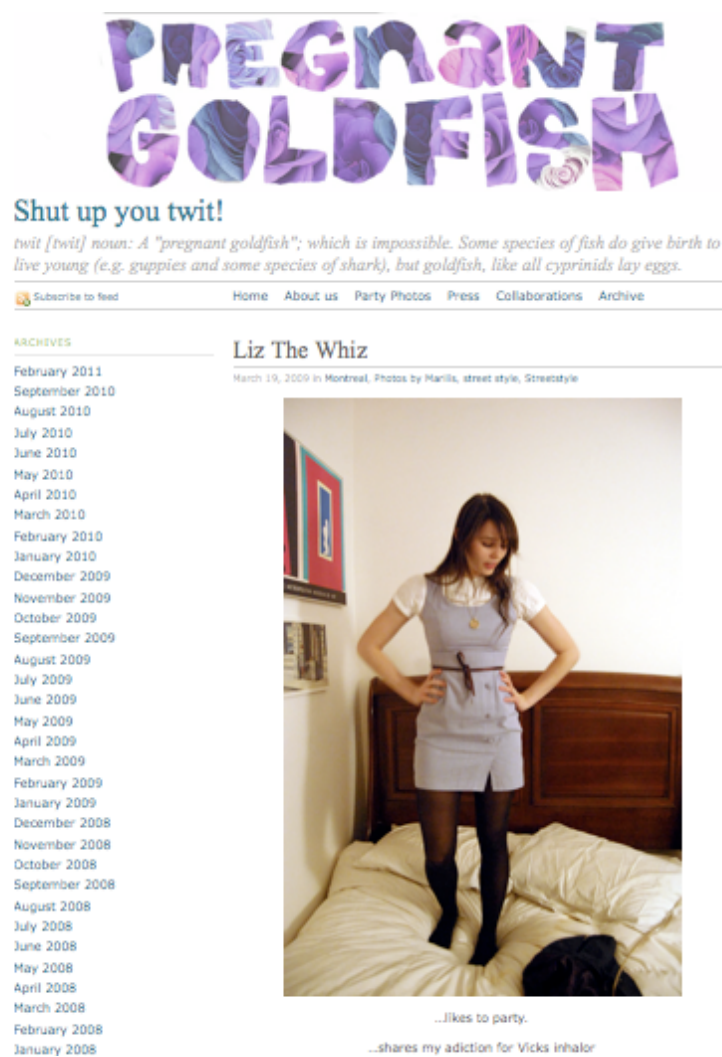 PREGNANT
GOLDFISH
Shut up you twit!
twit [twit] noun: A "pregnant goldfish"; which is impossible. Some species of fish do give birth to
live young (e.g. guppies and some species of shark), but goldfish, like all cyprinids lay eggs.
Subscribe to feed
Home About us Party Photos Press Collaborations Archive
ARCHIVES
February 2011
September 2010
August 2010
July 2010
June 2010
May 2010
April 2010
March 2010
February 2010
January 2010
December 2009
November 2009
October 2009
September 2009
August 2009
July 2009
June 2009
May 2009
April 2009
March 2009
February 2009
January 2009
December 2008
November 2008
October 2008
September 2008
August 2008
July 2008
June 2008
May 2008
April 2008
March 2008
February 2008
January 2008
Liz The Whiz
March 19, 2009 in Montreal, Photos by Marilis, street style, Streetstyle
...likes to party.
...shares my adiction for Vicks inhalor